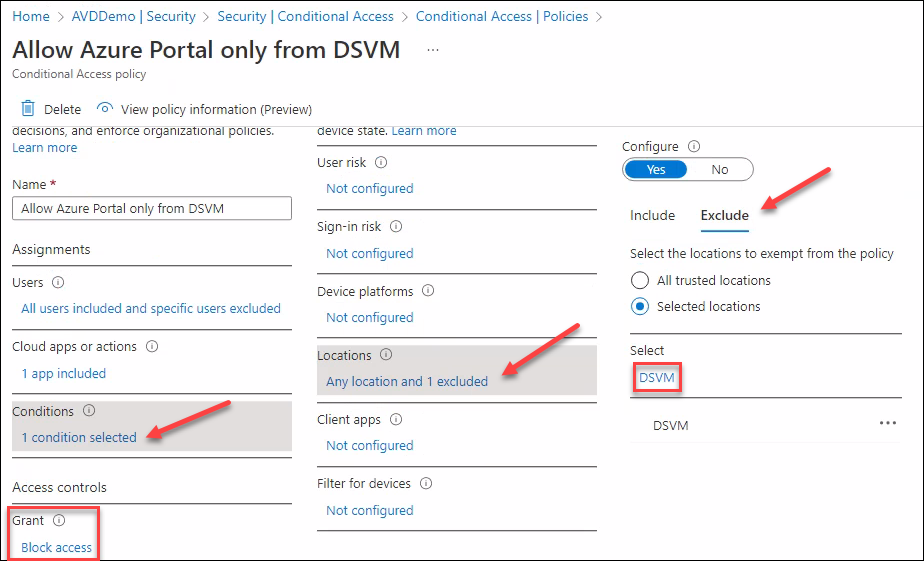 Home > AVDDemo | Security > Security | Conditional Access > Conditional Access | Policies >
Allow Azure Portal only from DSVM ...
Conditional Access policy
Delete View policy information (Preview)
decisions, and enforce organizational policies.
Learn more
Name *
Allow Azure Portal only from DSVM
Assignments
Users
All users included and specific users excluded
Cloud apps or actions
1 app included
Conditions
1 condition selected
Access controls
Grant
Block access
device state. Learn more
User risk
Not configured
Sign-in risk
Not configured
Device platforms
Not configured
Locations
Any location and 1 excluded
Client apps
Not configured
Filter for devices
Not configured
Configure
Yes No
Include Exclude
Select the locations to exempt from the policy
All trusted locations
Selected locations
Select
DSVM
DSVM ...